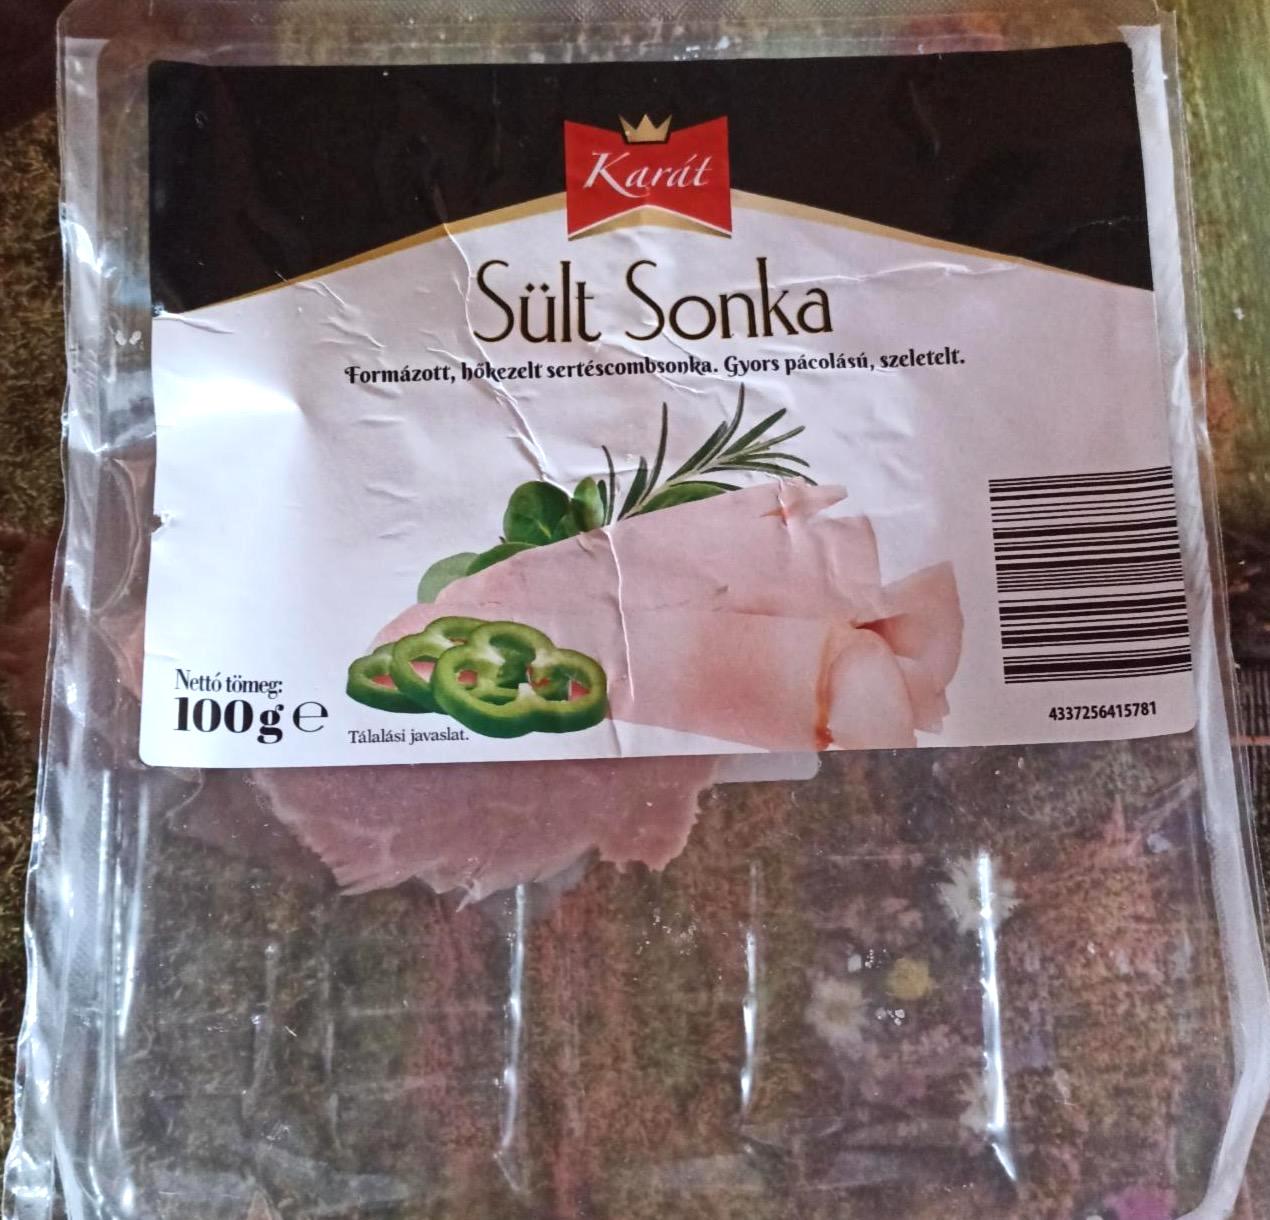 Karát
Sült Sonka
Formázott, hőkezelt sertéscombsonka. Gyors pácolású, szeletelt.
Nettó tömeg:
100g ℮
Tálalási javaslat.
4337256415781